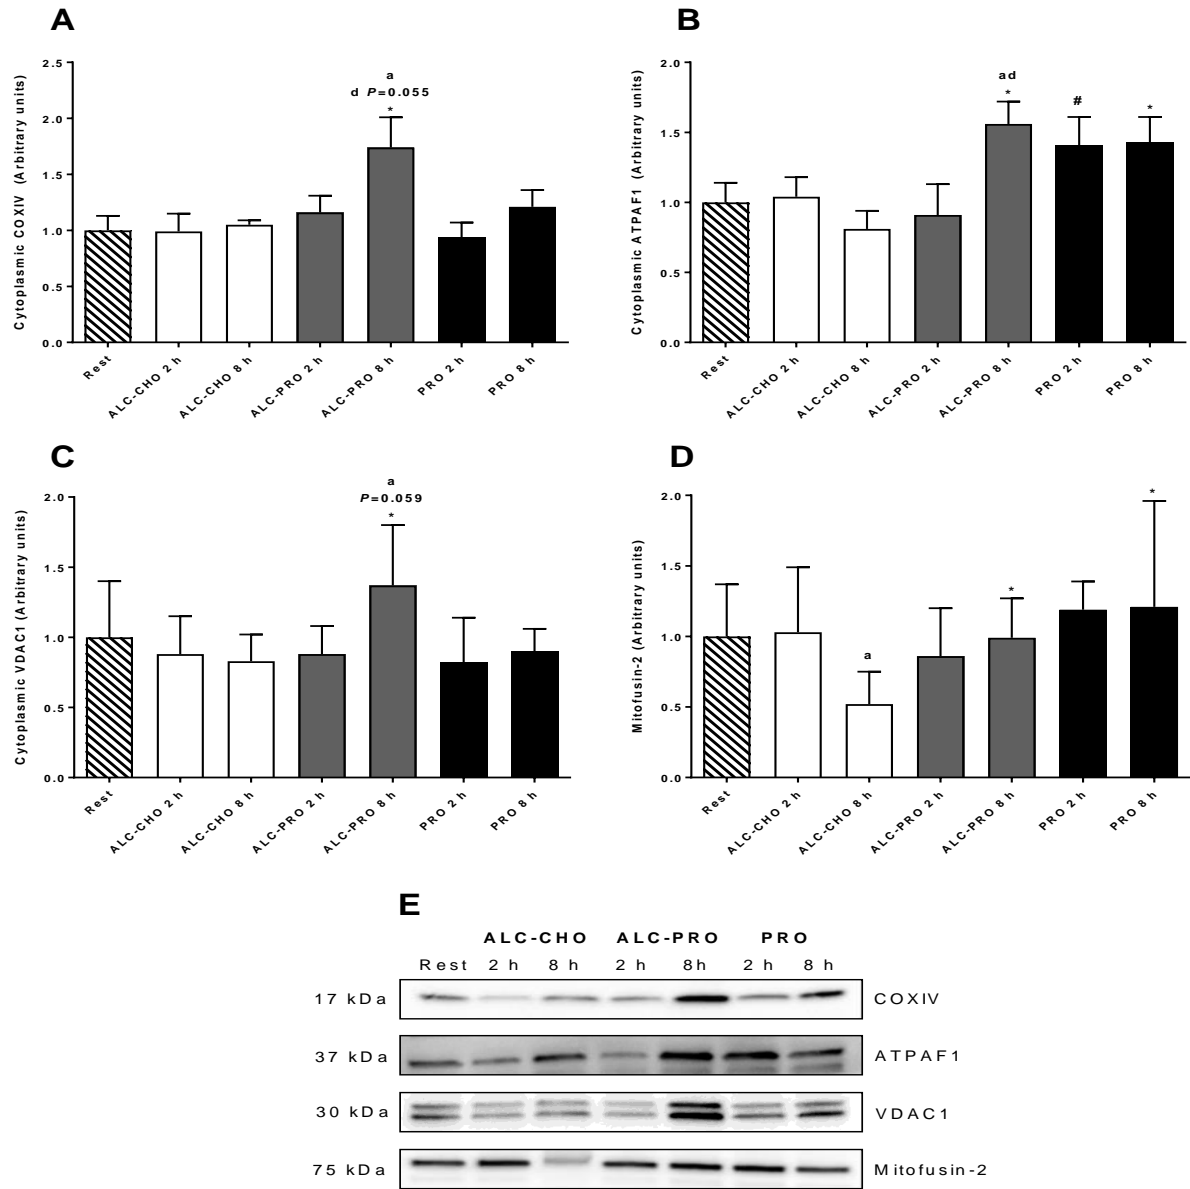 A
Cytoplasmic COXIV (Arbitrary units)
2.5
2.0
1.5
1.0
0.5
0.0
a
d P=0.055
*
Rest
ALC-CHO 2 h
ALC-CHO 8 h
ALC-PRO 2 h
ALC-PRO 8 h
PRO 2 h
PRO 8 h
B
Cytoplasmic ATPAF1 (Arbitrary units)
2.0
1.5
1.0
0.5
0.0
ad
*
#
*
Rest
ALC-CHO 2 h
ALC-CHO 8 h
ALC-PRO 2 h
ALC-PRO 8 h
PRO 2 h
PRO 8 h
C
Cytoplasmic VDAC1 (Arbitrary units)
2.0
1.5
1.0
0.5
0.0
a
P=0.059
*
Rest
ALC-CHO 2 h
ALC-CHO 8 h
ALC-PRO 2 h
ALC-PRO 8 h
PRO 2 h
PRO 8 h
D
Mitofusin-2 (Arbitrary units)
2.0
1.5
1.0
0.5
0.0
a
*
*
Rest
ALC-CHO 2 h
ALC-CHO 8 h
ALC-PRO 2 h
ALC-PRO 8 h
PRO 2 h
PRO 8 h
E
ALC-CHO ALC-PRO PRO
Rest 2 h 8 h 2 h 8h 2 h 8 h
17 kDa COXIV
37 kDa ATPAF1
30 kDa VDAC1
75 kDa Mitofusin-2